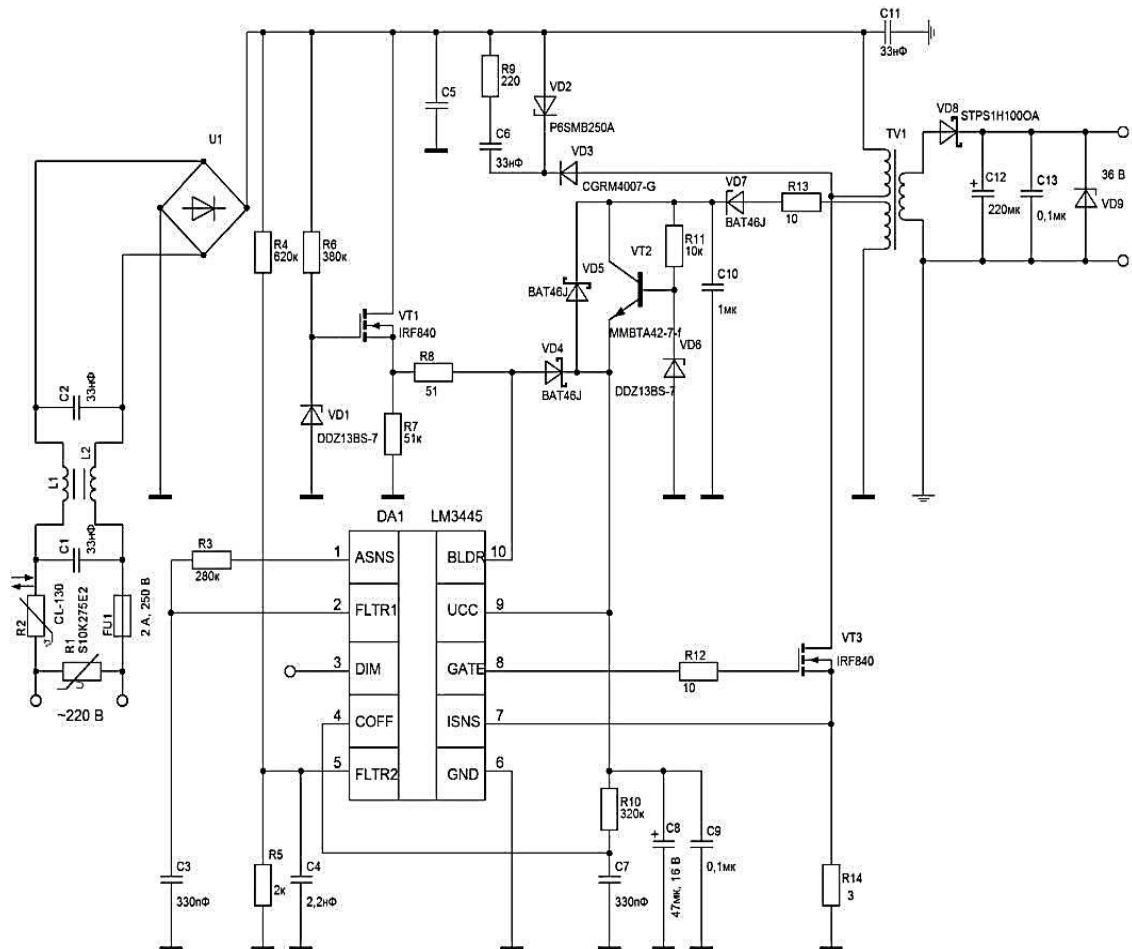 C11
33нФ
R9
220
VD2
P6SMB250A
C5
C6
33нФ
VD3
CGRM4007-G
U1
VD8
STPS1H100OA
TV1
C12
220мк
C13
0,1мк
36 В
VD9
R4
620к
R6
380к
VD7
BAT46J
R13
10
R11
10к
VT2
C10
1мк
VD5
BAT46J
MMBTA42-7-f
VT1
IRF840
R8
51
VD4
BAT46J
VD6
DDZ13BS-7
VD1
DDZ13BS-7
R7
51к
C2
33нФ
L1
L2
C1
33нФ
R3
280к
DA1
LM3445
1
ASNS
BLDR
10
2
FLTR1
UCC
9
3
DIM
GATE
8
4
COFF
ISNS
7
5
FLTR2
GND
6
R2
CL-130
R1
S10K275E2
FU1
2 А, 250 В
~220 В
R12
10
VT3
IRF840
R10
320к
C8
47мк, 16 В
C9
0,1мк
C3
330пФ
R5
2к
C4
2,2нФ
C7
330пФ
R14
3